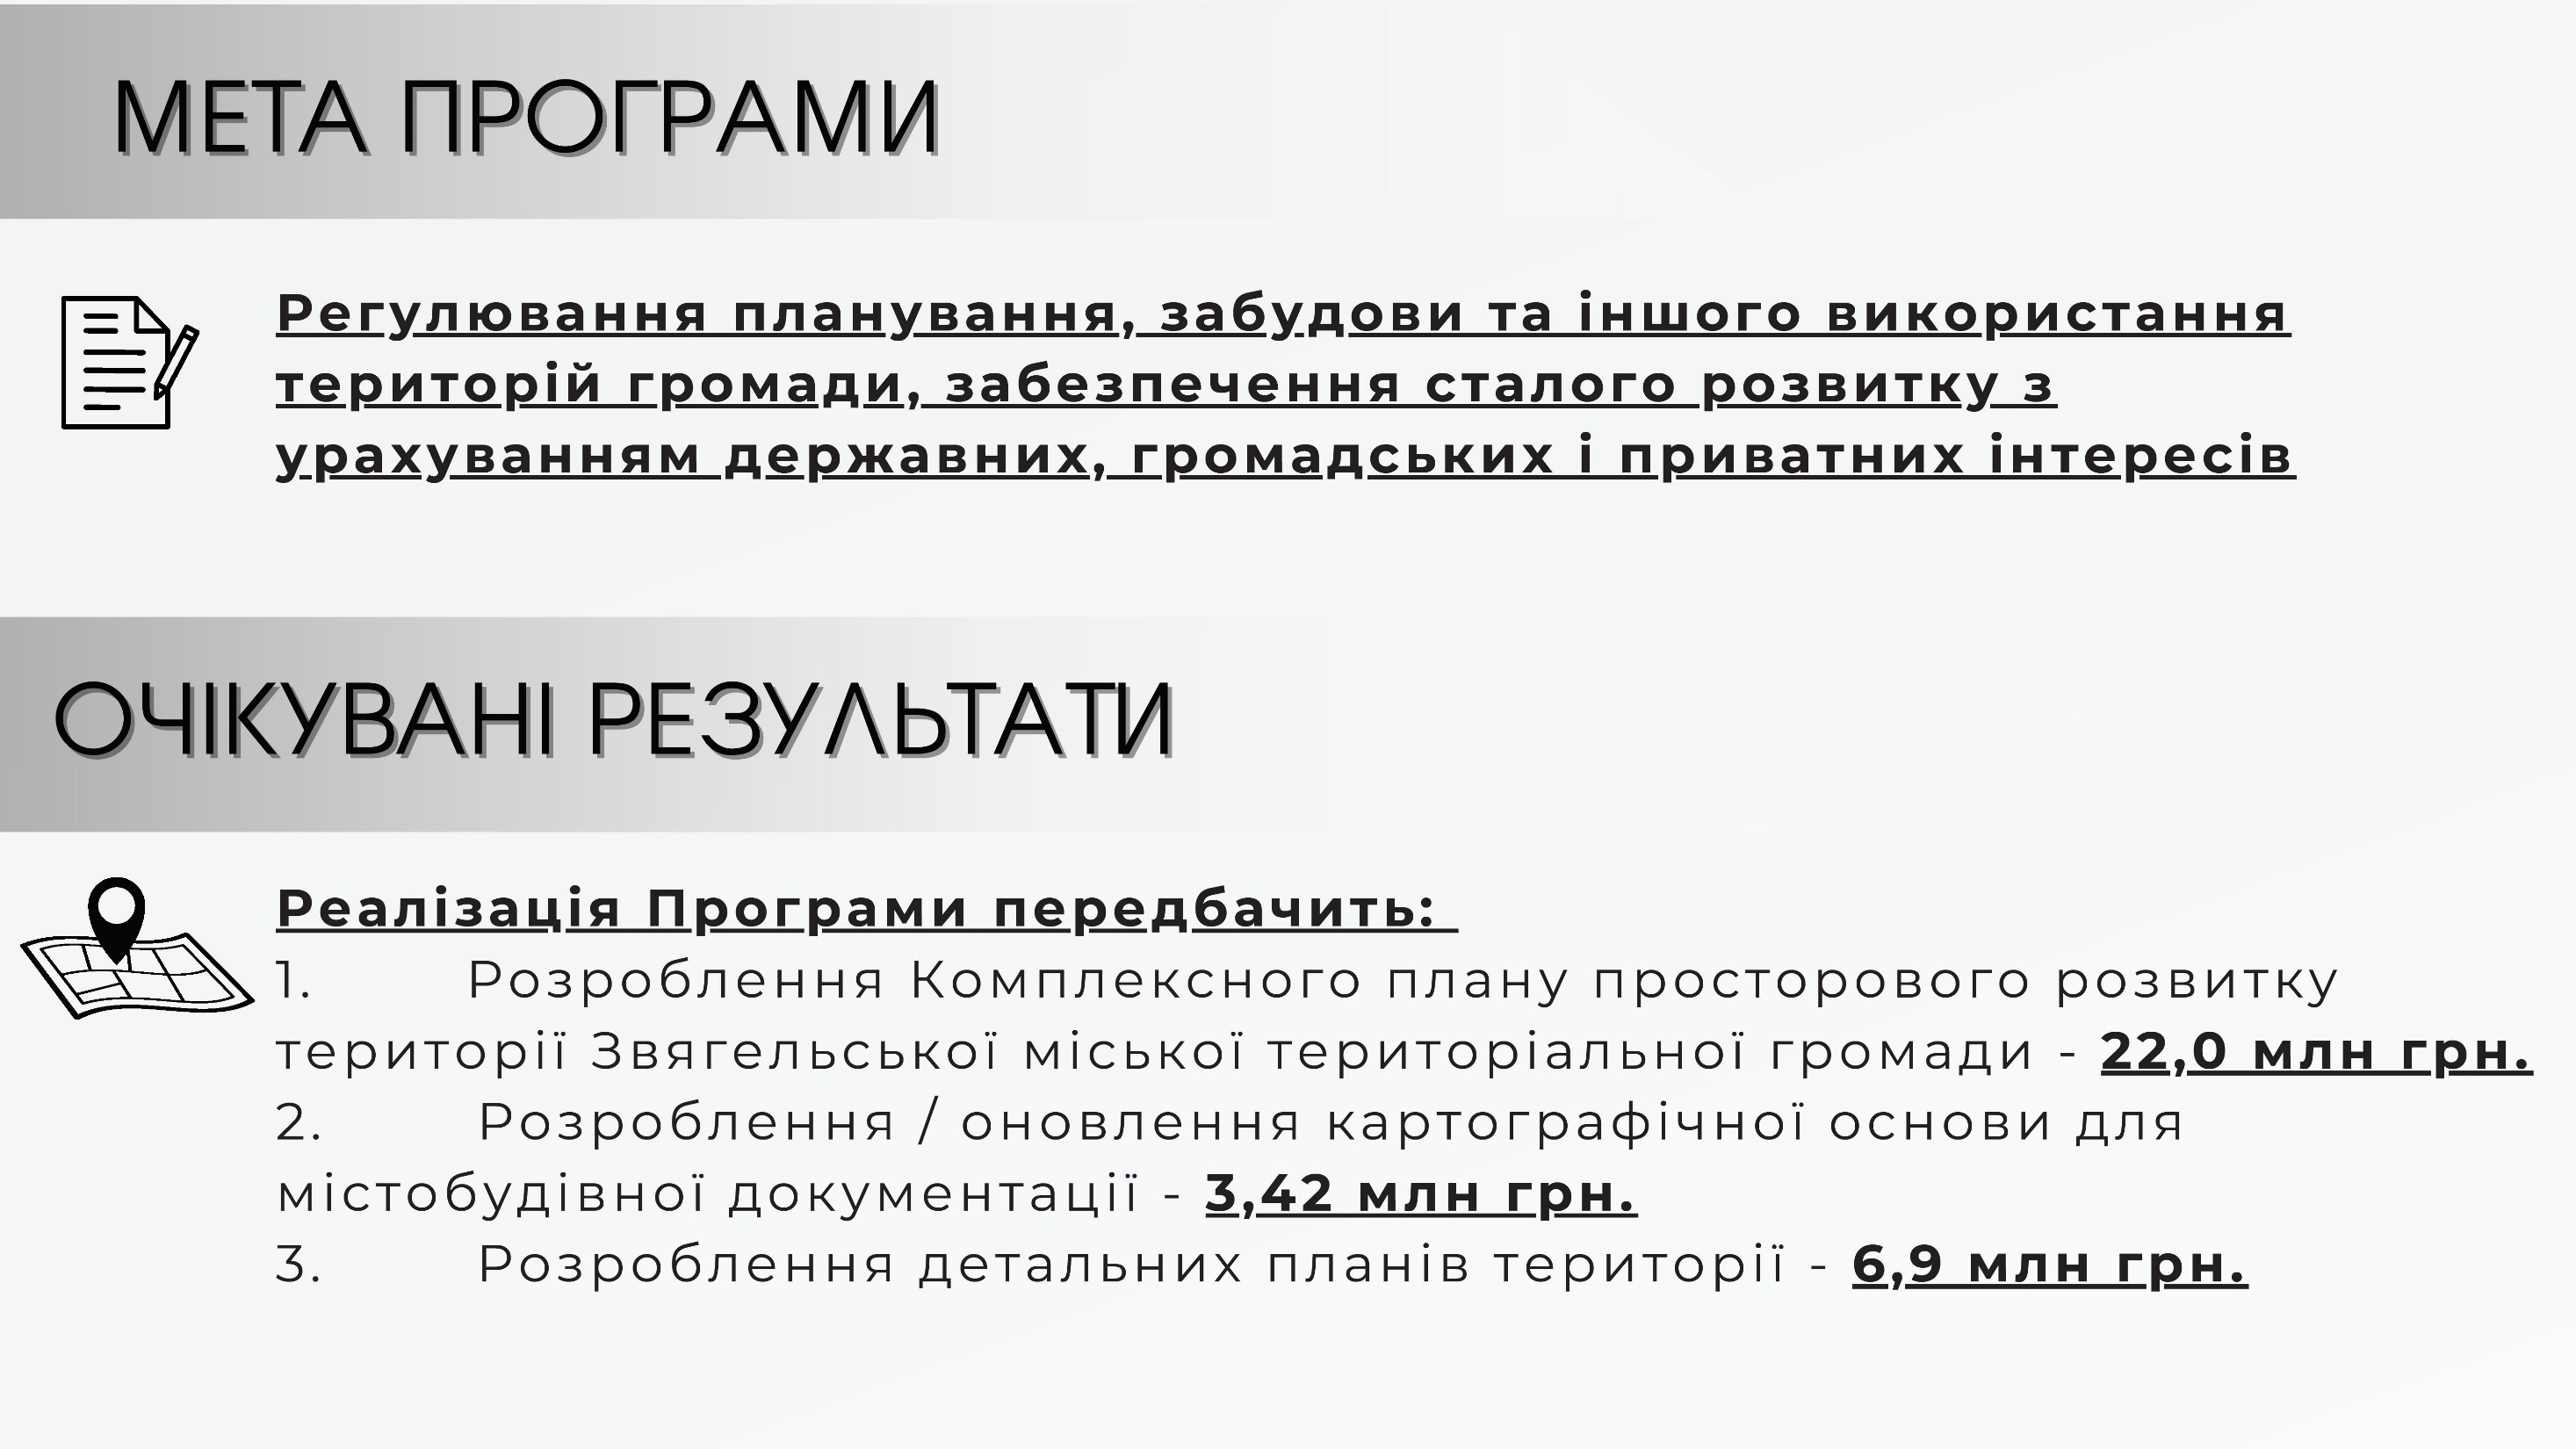 МЕТА ПРОГРАМИ
Регулювання планування, забудови та іншого використання
територій громади, забезпечення сталого розвитку з
урахуванням державних, громадських і приватних інтересів
ОЧІКУВАНІ РЕЗУЛЬТАТИ
Реалізація Програми передбачить:
1. Розроблення Комплексного плану просторового розвитку
території Звягельської міської територіальної громади - 22,0 млн грн.
2. Розроблення / оновлення картографічної основи для
містобудівної документації - 3,42 млн грн.
3. Розроблення детальних планів території - 6,9 млн грн.